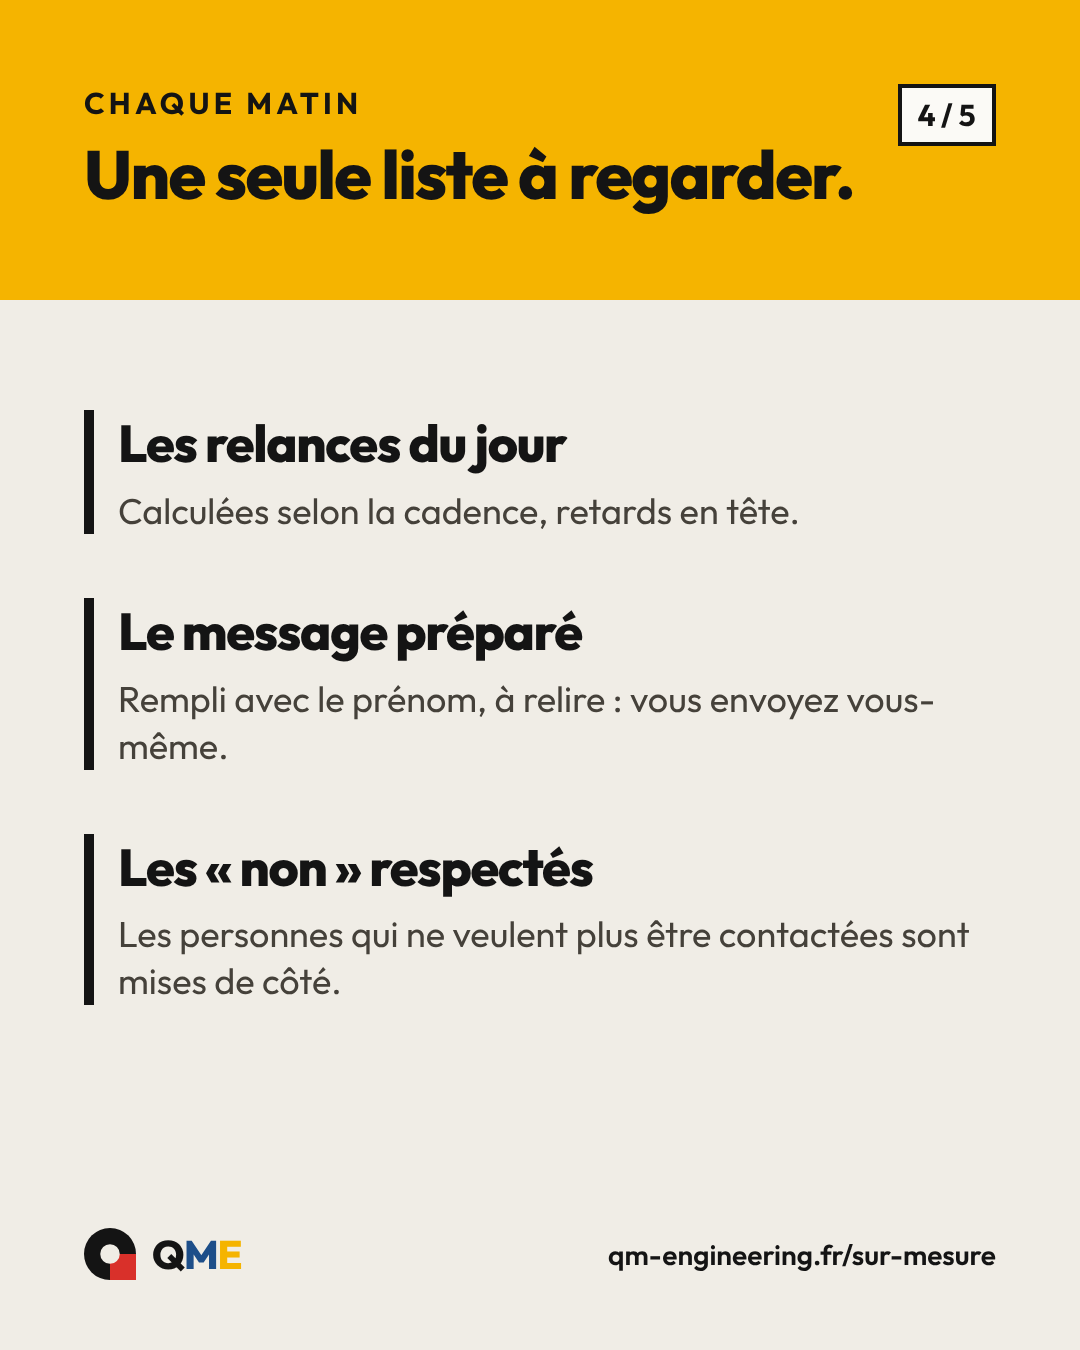 CHAQUE MATIN
4/5
Une seule liste à regarder.
Les relances du jour
Calculées selon la cadence, retards en tête.
Le message préparé
Rempli avec le prénom, à relire : vous envoyez vous-
même.
Les « non » respectés
Les personnes qui ne veulent plus être contactées sont
mises de côté.
QME
qm-engineering.fr/sur-mesure